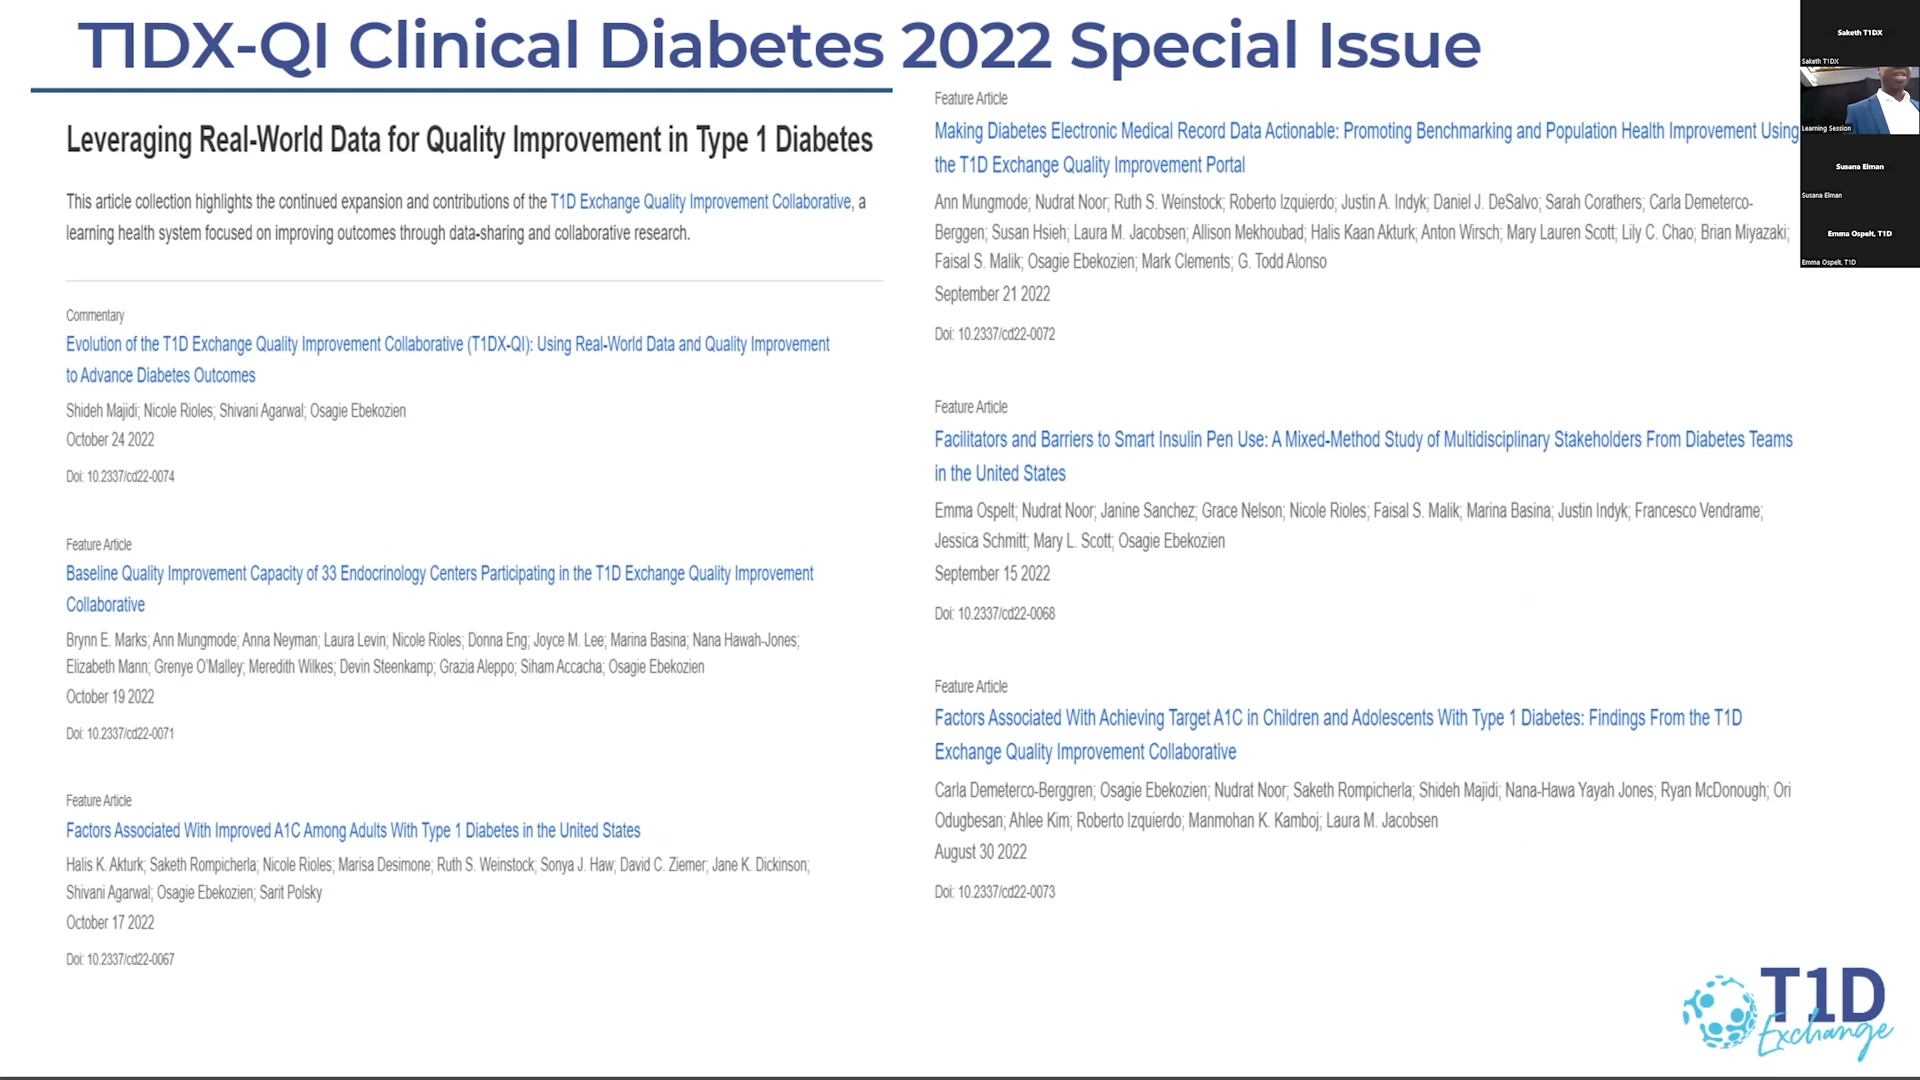 T1DX-QI Clinical Diabetes 2022 Special Issue
Leveraging Real-World Data for Quality Improvement in Type 1 Diabetes
This article collection highlights the continued expansion and contributions of the T1D Exchange Quality Improvement Collaborative, a
learning health system focused on improving outcomes through data-sharing and collaborative research.
Commentary
Evolution of the T1D Exchange Quality Improvement Collaborative (T1DX-QI): Using Real-World Data and Quality Improvement
to Advance Diabetes Outcomes
Shideh Majidi; Nicole Rioles; Shivani Agarwal; Osagie Ebekozien
October 24 2022
Doi: 10.2337/cd22-0074
Feature Article
Baseline Quality Improvement Capacity of 33 Endocrinology Centers Participating in the T1D Exchange Quality Improvement
Collaborative
Brynn E. Marks; Ann Mungmode; Anna Neyman; Laura Levin; Nicole Rioles; Donna Eng; Joyce M. Lee; Marina Basina; Nana Hawah-Jones;
Elizabeth Mann; Grenye O'Malley; Meredith Wilkes; Devin Steenkamp; Grazia Aleppo; Siham Accacha; Osagie Ebekozien
October 19 2022
Doi: 10.2337/cd22-0071
Feature Article
Factors Associated With Improved A1C Among Adults With Type 1 Diabetes in the United States
Halis K. Akturk; Saketh Rompicherla; Nicole Rioles; Marisa Desimone; Ruth S. Weinstock; Sonya J. Haw; David C. Ziemer; Jane K. Dickinson;
Shivani Agarwal; Osagie Ebekozien; Sarit Polsky
October 17 2022
Doi: 10.2337/cd22-0067
Feature Article
Making Diabetes Electronic Medical Record Data Actionable: Promoting Benchmarking and Population Health Improvement Using
the T1D Exchange Quality Improvement Portal
Ann Mungmode; Nudrat Noor; Ruth S. Weinstock; Roberto Izquierdo; Justin A. Indyk; Daniel J. DeSalvo; Sarah Corathers; Carla Demeterco-
Berggen; Susan Hsieh; Laura M. Jacobsen; Allison Mekhoubad; Halis Kaan Akturk; Anton Wirsch; Mary Lauren Scott; Lily C. Chao; Brian Miyazaki;
Faisal S. Malik; Osagie Ebekozien; Mark Clements; G. Todd Alonso
September 21 2022
Doi: 10.2337/cd22-0072
Feature Article
Facilitators and Barriers to Smart Insulin Pen Use: A Mixed-Method Study of Multidisciplinary Stakeholders From Diabetes Teams
in the United States
Emma Ospelt; Nudrat Noor; Janine Sanchez; Grace Nelson; Nicole Rioles; Faisal S. Malik; Marina Basina; Justin Indyk; Francesco Vendrame;
Jessica Schmitt; Mary L. Scott; Osagie Ebekozien
September 15 2022
Doi: 10.2337/cd22-0068
Feature Article
Factors Associated With Achieving Target A1C in Children and Adolescents With Type 1 Diabetes: Findings From the T1D
Exchange Quality Improvement Collaborative
Carla Demeterco-Berggren; Osagie Ebekozien; Nudrat Noor; Saketh Rompicherla; Shideh Majidi; Nana-Hawa Yayah Jones; Ryan McDonough; Ori
Odugbesan; Ahlee Kim; Roberto Izquierdo; Manmohan K. Kamboj; Laura M. Jacobsen
August 30 2022
Doi: 10.2337/cd22-0073
Saketh T1DX
Saketh T1DX
Learning Session
Susana Elman
Susana Elman
Emma Ospelt, T1D
Emma Ospelt, T1D
T1D
Exchange